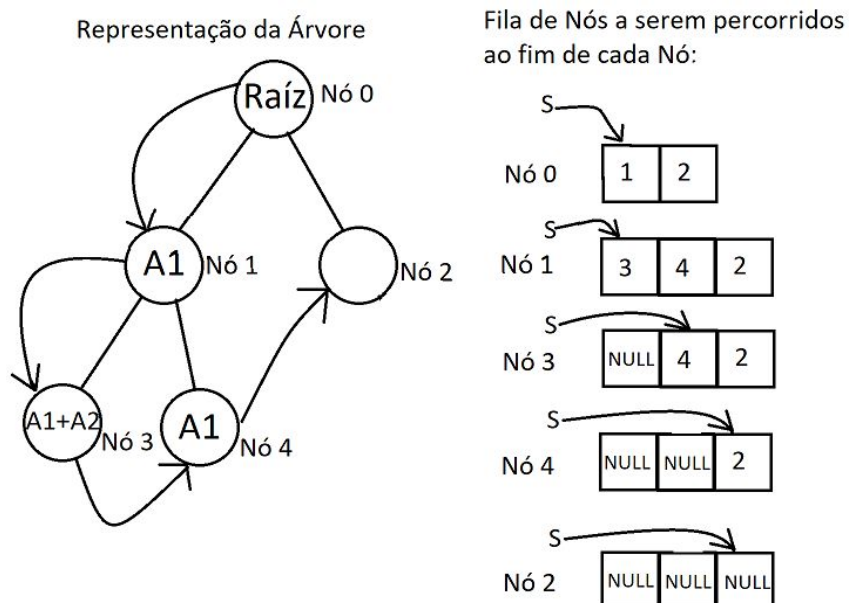 Representação da Árvore
Raíz Nó 0
A1 Nó 1
Nó 2
A1+A2 Nó 3
A1 Nó 4
Fila de Nós a serem percorridos
ao fim de cada Nó:
S
Nó 0 1 2
S
Nó 1 3 4 2
S
Nó 3 NULL 4 2
S
Nó 4 NULL NULL 2
S
Nó 2 NULL NULL NULL